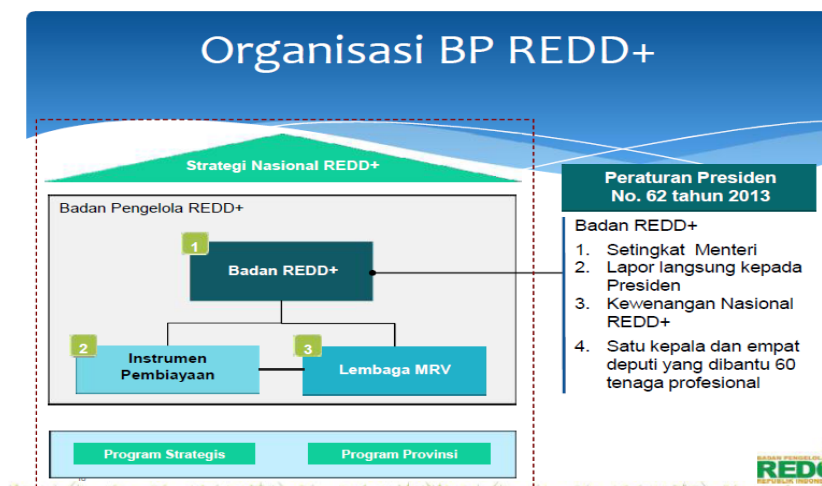 Organisasi BP REDD+
Strategi Nasional REDD+
Badan Pengelola REDD+
1
Badan REDD+
2
Instrumen
Pembiayaan
3
Lembaga MRV
Program Strategis
Program Provinsi
Peraturan Presiden
No. 62 tahun 2013
Badan REDD+
1. Setingkat Menteri
2. Lapor langsung kepada
Presiden
3. Kewenangan Nasional
REDD+
4. Satu kepala dan empat
deputi yang dibantu 60
tenaga profesional
BADAN PENGELOL
REDD
REPUBLIK INDONE